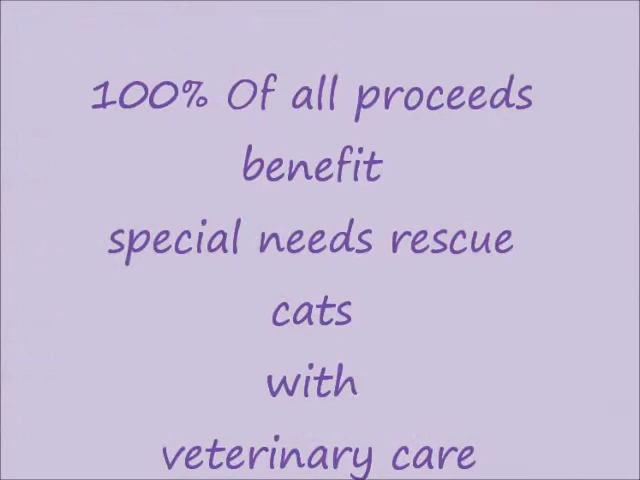 100% Of all proceeds
benefit
special needs rescue
cats
with
veterinary care